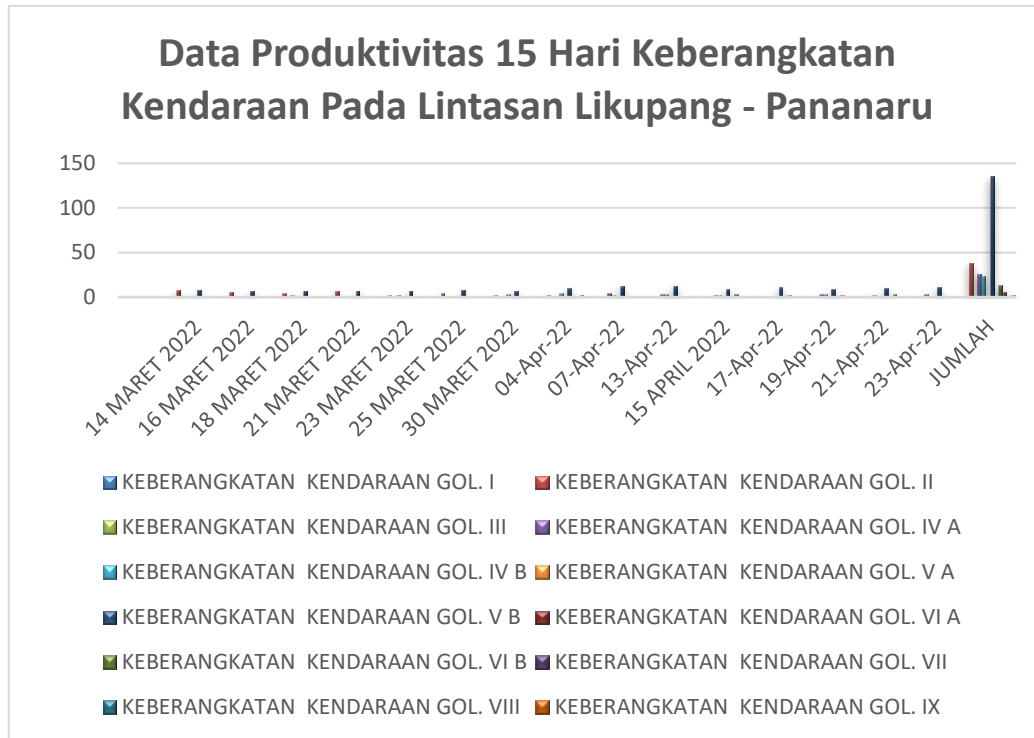 Data Produktivitas 15 Hari Keberangkatan
Kendaraan Pada Lintasan Likupang - Pananaru
150
100
50
0
14 MARET 2022
16 MARET 2022
18 MARET 2022
21 MARET 2022
23 MARET 2022
25 MARET 2022
30 MARET 2022
04-Apr-22
07-Apr-22
13-Apr-22
15 APRIL 2022
17-Apr-22
19-Apr-22
21-Apr-22
23-Apr-22
JUMLAH
KEBERANGKATAN KENDARAAN GOL. I
KEBERANGKATAN KENDARAAN GOL. II
KEBERANGKATAN KENDARAAN GOL. III
KEBERANGKATAN KENDARAAN GOL. IV A
KEBERANGKATAN KENDARAAN GOL. IV B
KEBERANGKATAN KENDARAAN GOL. V A
KEBERANGKATAN KENDARAAN GOL. V B
KEBERANGKATAN KENDARAAN GOL. VI A
KEBERANGKATAN KENDARAAN GOL. VI B
KEBERANGKATAN KENDARAAN GOL. VII
KEBERANGKATAN KENDARAAN GOL. VIII
KEBERANGKATAN KENDARAAN GOL. IX